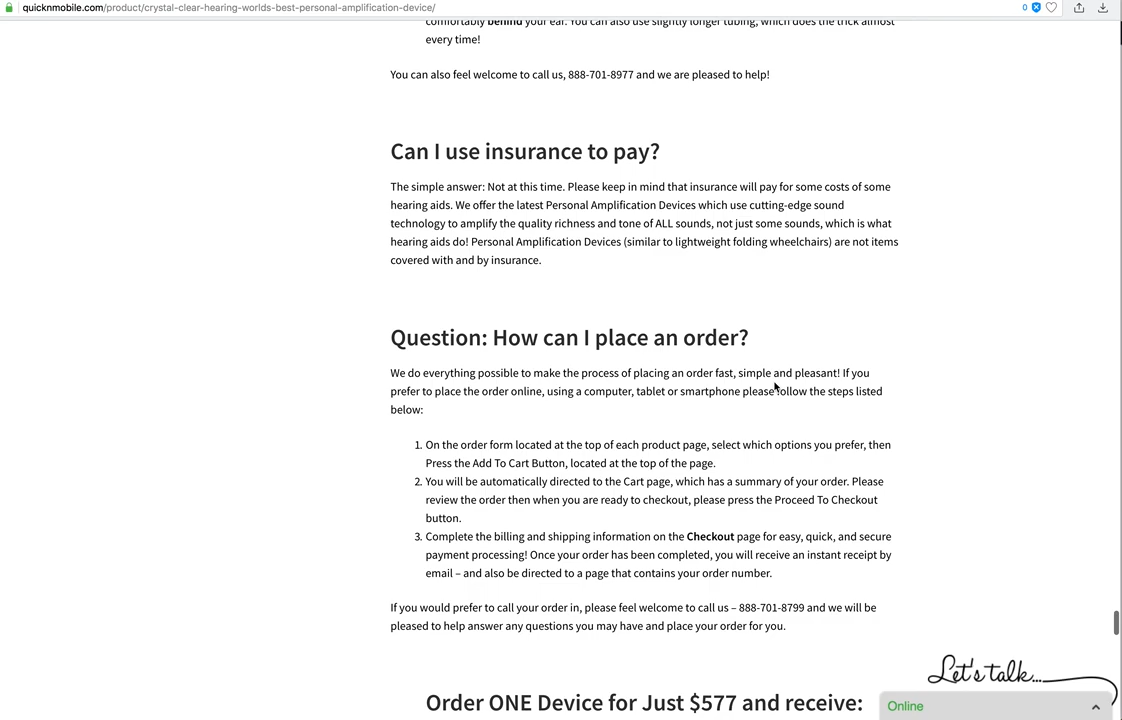 quicknmobile.com/product/crystal-clear-hearing-worlds-best-personal-amplification-device/
0
comfortably behind your ear. You can also use slightly longer tubing, which does the trick almost
every time!
You can also feel welcome to call us, 888-701-8977 and we are pleased to help!
Can I use insurance to pay?
The simple answer: Not at this time. Please keep in mind that insurance will pay for some costs of some
hearing aids. We offer the latest Personal Amplification Devices which use cutting-edge sound
technology to amplify the quality richness and tone of ALL sounds, not just some sounds, which is what
hearing aids do! Personal Amplification Devices (similar to lightweight folding wheelchairs) are not items
covered with and by insurance.
Question: How can I place an order?
We do everything possible to make the process of placing an order fast, simple and pleasant! If you
prefer to place the order online, using a computer, tablet or smartphone please follow the steps listed
below:
1. On the order form located at the top of each product page, select which options you prefer, then
Press the Add To Cart Button, located at the top of the page.
2. You will be automatically directed to the Cart page, which has a summary of your order. Please
review the order then when you are ready to checkout, please press the Proceed To Checkout
button.
3. Complete the billing and shipping information on the Checkout page for easy, quick, and secure
payment processing! Once your order has been completed, you will receive an instant receipt by
email – and also be directed to a page that contains your order number.
If you would prefer to call your order in, please feel welcome to call us – 888-701-8799 and we will be
pleased to help answer any questions you may have and place your order for you.
Let's talk...
Order ONE Device for Just $577 and receive:
Online